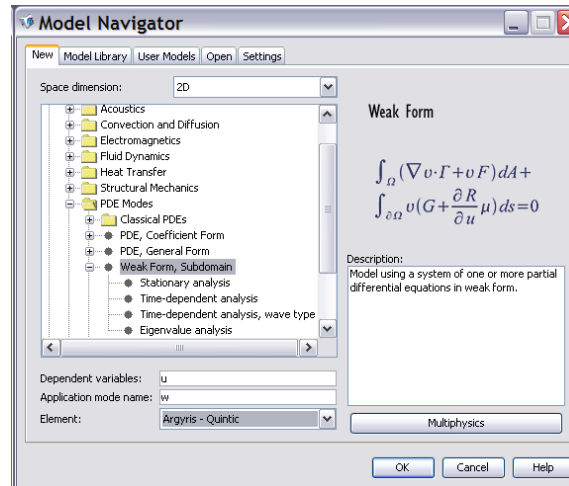 Model Navigator
New Model Library User Models Open Settings
Space dimension: 2D
Acoustics
Convection and Diffusion
Electromagnetics
Fluid Dynamics
Heat Transfer
Structural Mechanics
PDE Modes
Classical PDEs
PDE, Coefficient Form
PDE, General Form
Weak Form, Subdomain
Stationary analysis
Time-dependent analysis
Time-dependent analysis, wave type
Eigenvalue analysis
Dependent variables: u
Application mode name: w
Element: Argyris - Quintic
Weak Form
∫Ω(∇υ·Γ+υF)dA+
∫∂Ω υ(G+∂R/∂u μ)ds=0
Description:
Model using a system of one or more partial
differential equations in weak form.
Multiphysics
OK Cancel Help